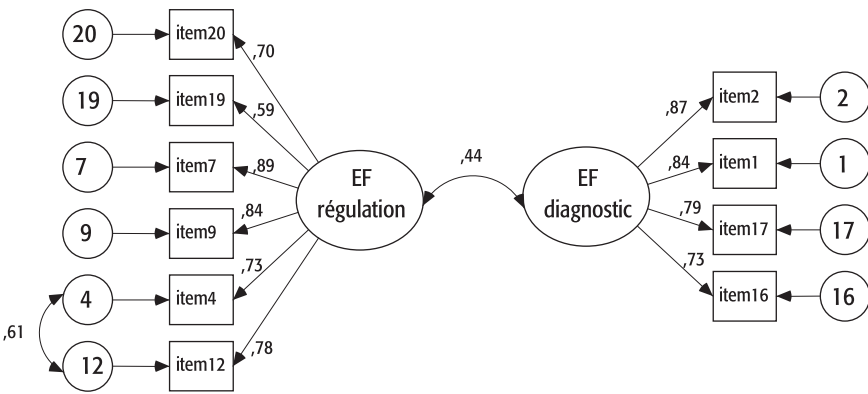 20
item20
,70
19
item19
,59
7
item7
,89
9
item9
,84
4
item4
,73
12
item12
,78
,61
EF
régulation
,44
EF
diagnostic
,87
item2
2
,84
item1
1
,79
item17
17
,73
item16
16